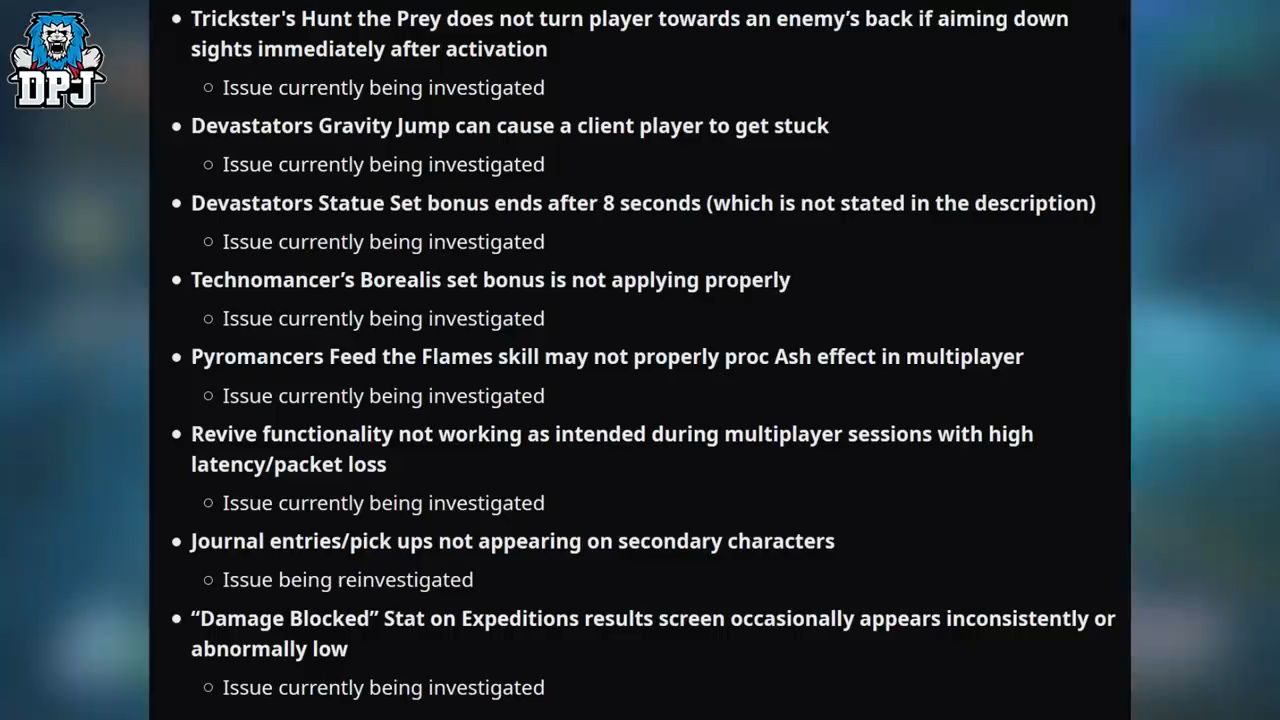 DPJ
• Trickster's Hunt the Prey does not turn player towards an enemy’s back if aiming down
sights immediately after activation
○ Issue currently being investigated
• Devastators Gravity Jump can cause a client player to get stuck
○ Issue currently being investigated
• Devastators Statue Set bonus ends after 8 seconds (which is not stated in the description)
○ Issue currently being investigated
• Technomancer’s Borealis set bonus is not applying properly
○ Issue currently being investigated
• Pyromancers Feed the Flames skill may not properly proc Ash effect in multiplayer
○ Issue currently being investigated
• Revive functionality not working as intended during multiplayer sessions with high
latency/packet loss
○ Issue currently being investigated
• Journal entries/pick ups not appearing on secondary characters
○ Issue being reinvestigated
• “Damage Blocked” Stat on Expeditions results screen occasionally appears inconsistently or
abnormally low
○ Issue currently being investigated